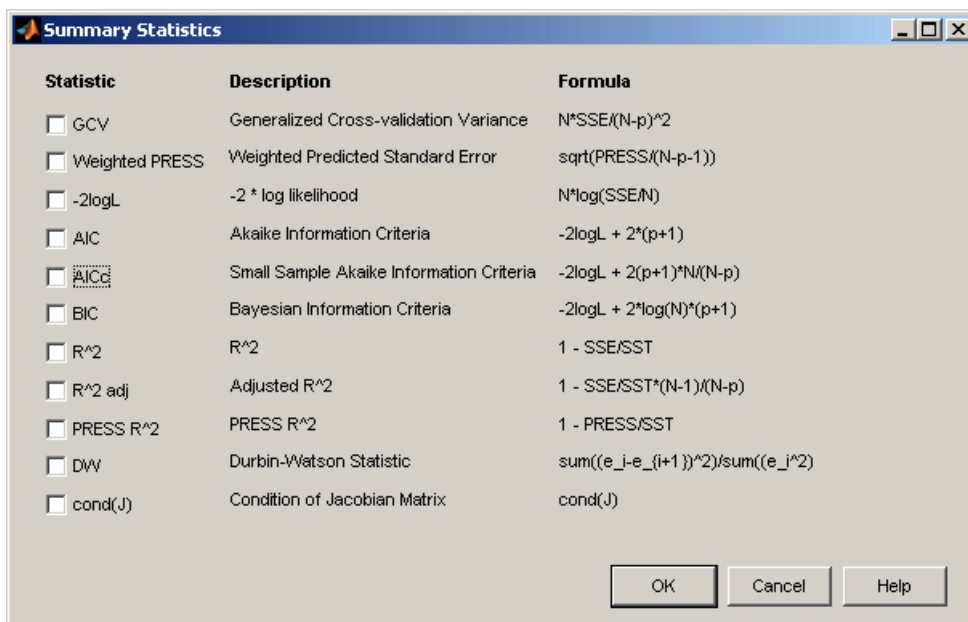 Summary Statistics
Statistic Description Formula
GCV Generalized Cross-validation Variance N*SSE/(N-p)^2
Weighted PRESS Weighted Predicted Standard Error sqrt(PRESS/(N-p-1))
-2logL -2 * log likelihood N*log(SSE/N)
AIC Akaike Information Criteria -2logL + 2*(p+1)
AICc Small Sample Akaike Information Criteria -2logL + 2(p+1)*N/(N-p)
BIC Bayesian Information Criteria -2logL + 2*log(N)*(p+1)
R^2 R^2 1 - SSE/SST
R^2 adj Adjusted R^2 1 - SSE/SST*(N-1)/(N-p)
PRESS R^2 PRESS R^2 1 - PRESS/SST
DW Durbin-Watson Statistic sum((e_i-e_{i+1})^2)/sum((e_i^2)
cond(J) Condition of Jacobian Matrix cond(J)
OK Cancel Help